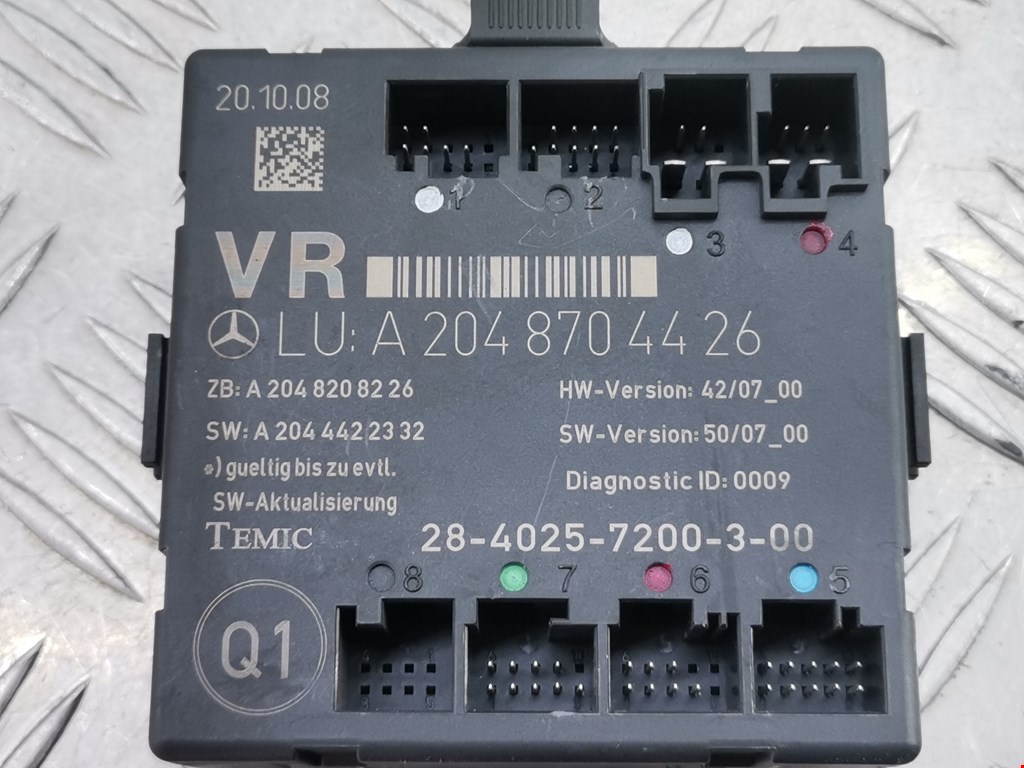 20.10.08
1 2
3 4
VR
LU: A 204 870 44 26
ZB: A 204 820 82 26 HW-Version: 42/07_00
SW: A 204 442 23 32 SW-Version: 50/07_00
*) gueltig bis zu evtl. Diagnostic ID: 0009
SW-Aktualisierung
TEMIC 28-4025-7200-3-00
8 7 6 5
Q1